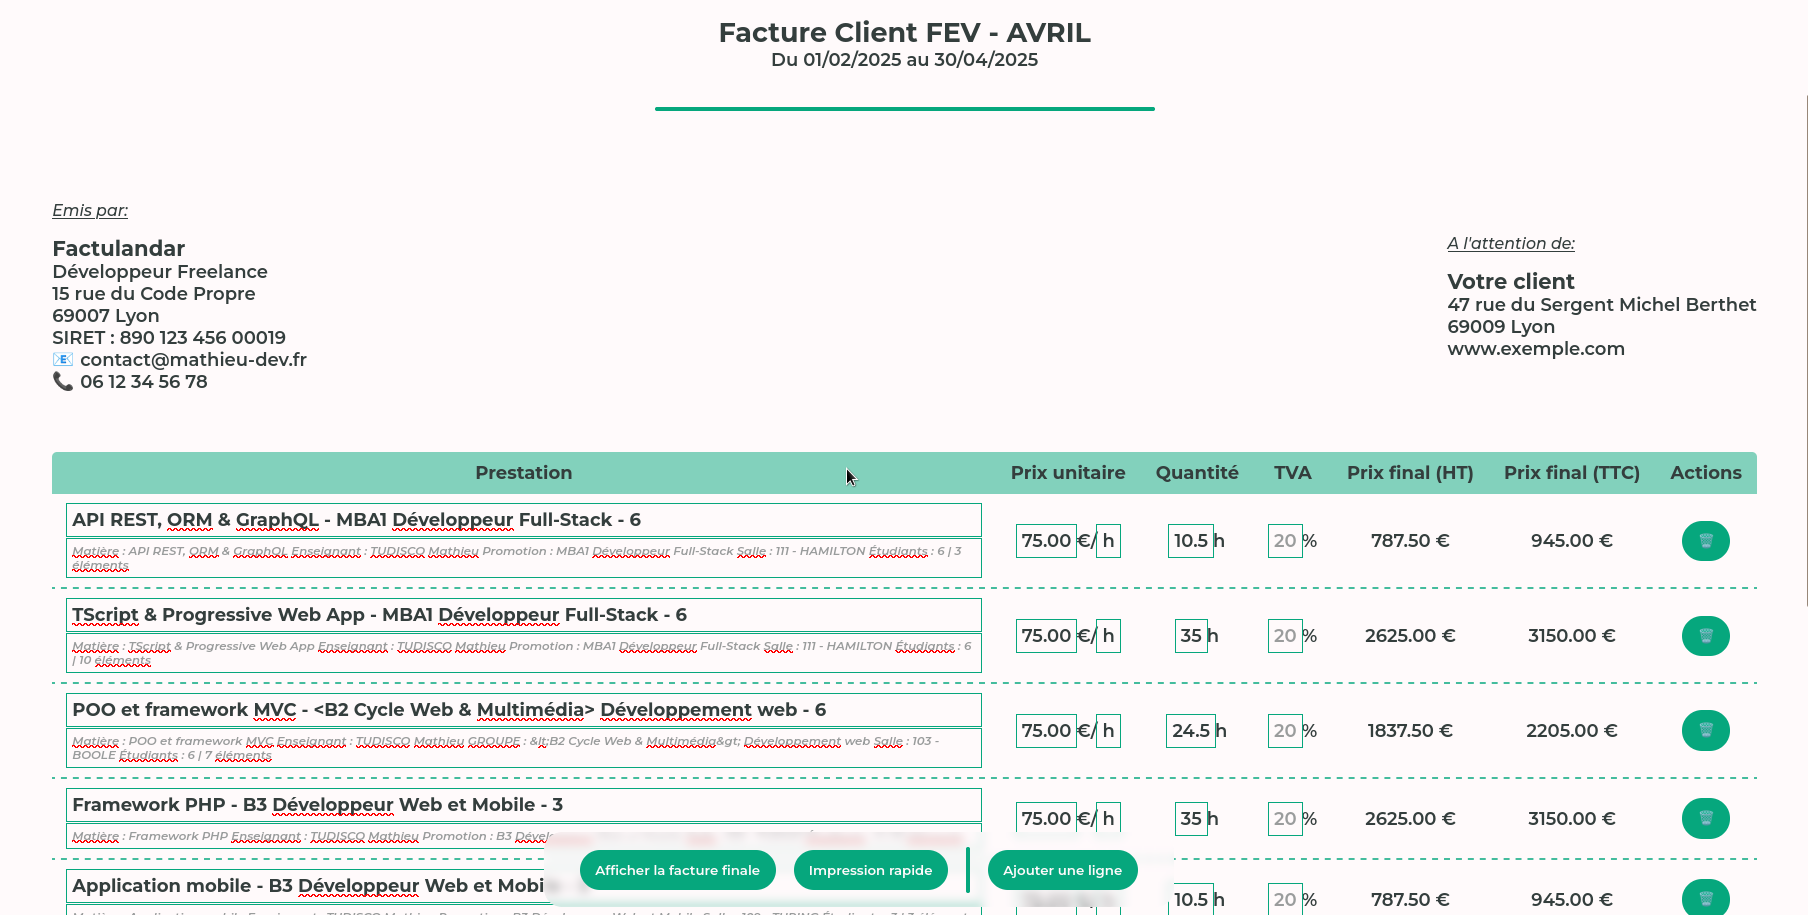 Facture Client FEV - AVRIL
Du 01/02/2025 au 30/04/2025
Emis par:
Factulandar
Développeur Freelance
15 rue du Code Propre
69007 Lyon
SIRET : 890 123 456 00019
📧 contact@mathieu-dev.fr
📞 06 12 34 56 78
A l'attention de:
Votre client
47 rue du Sergent Michel Berthet
69009 Lyon
www.exemple.com
Prestation Prix unitaire Quantité TVA Prix final (HT) Prix final (TTC) Actions
API REST, ORM & GraphQL - MBA1 Développeur Full-Stack - 6
Matière : API REST, ORM & GraphQL Enseignant : TUDISCO Mathieu Promotion : MBA1 Développeur Full-Stack Salle : 111 - HAMILTON Étudiants : 6 | 3
éléments
75.00 €/ h 10.5 h 20 % 787.50 € 945.00 €
TScript & Progressive Web App - MBA1 Développeur Full-Stack - 6
Matière : TScript & Progressive Web App Enseignant : TUDISCO Mathieu Promotion : MBA1 Développeur Full-Stack Salle : 111 - HAMILTON Étudiants : 6
| 10 éléments
75.00 €/ h 35 h 20 % 2625.00 € 3150.00 €
POO et framework MVC - <B2 Cycle Web & Multimédia> Développement web - 6
Matière : POO et framework MVC Enseignant : TUDISCO Mathieu GROUPE : &lt;B2 Cycle Web & Multimédia&gt; Développement web Salle : 103 -
BOOLE Étudiants : 6 | 7 éléments
75.00 €/ h 24.5 h 20 % 1837.50 € 2205.00 €
Framework PHP - B3 Développeur Web et Mobile - 3
Matière : Framework PHP Enseignant : TUDISCO Mathieu Promotion : B3 Dével
75.00 €/ h 35 h 20 % 2625.00 € 3150.00 €
Application mobile - B3 Développeur Web et Mobi
10.5 h 20 % 787.50 € 945.00 €
Afficher la facture finale Impression rapide Ajouter une ligne